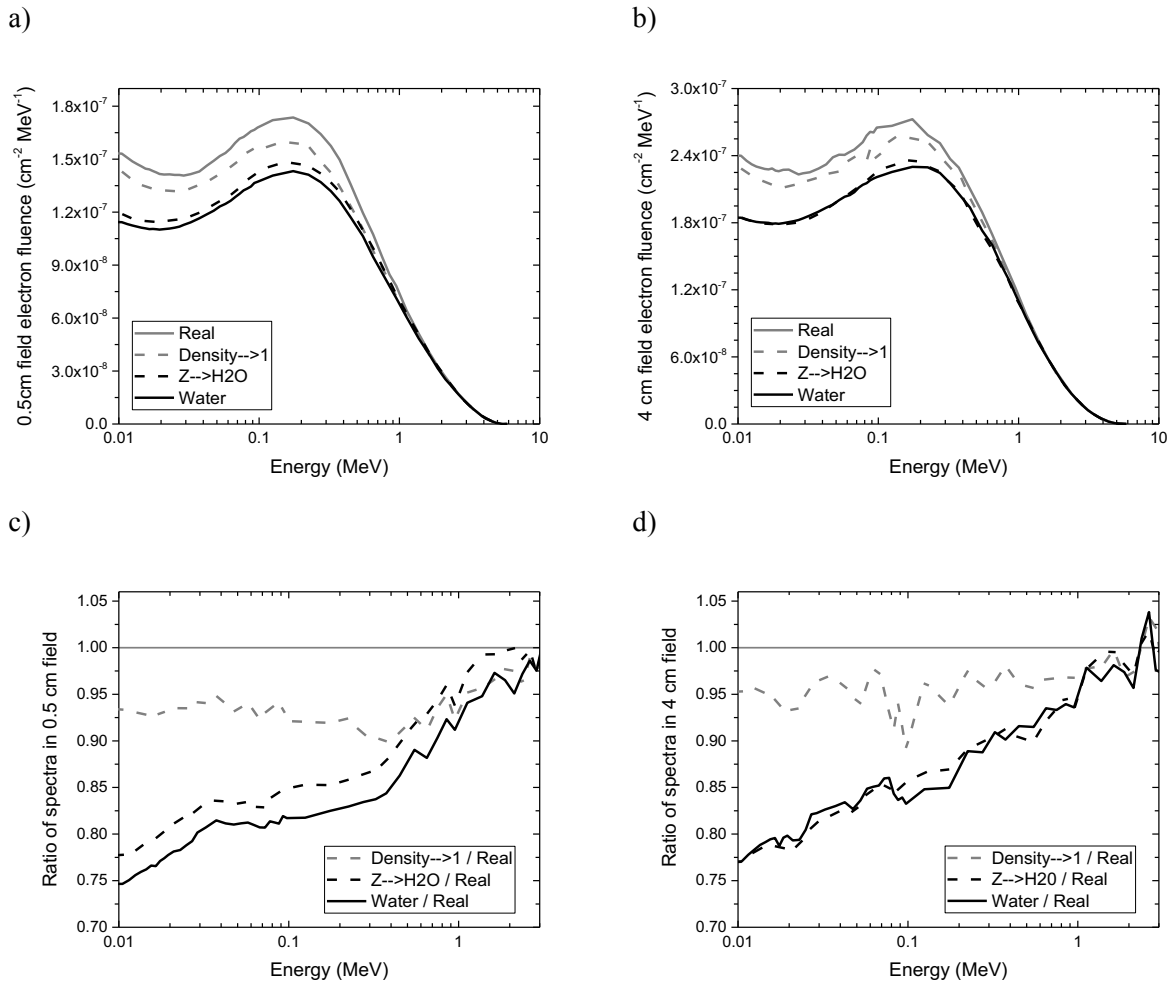 a)
0.5cm field electron fluence (cm⁻² MeV⁻¹)
1.8x10⁻⁷
1.5x10⁻⁷
1.2x10⁻⁷
9.0x10⁻⁸
6.0x10⁻⁸
3.0x10⁻⁸
0.0
0.01 0.1 1 10
Energy (MeV)
Real
Density-->1
Z-->H2O
Water
b)
4 cm field electron fluence (cm⁻² MeV⁻¹)
3.0x10⁻⁷
2.4x10⁻⁷
1.8x10⁻⁷
1.2x10⁻⁷
6.0x10⁻⁸
0.0
0.01 0.1 1 10
Energy (MeV)
Real
Density-->1
Z-->H2O
Water
c)
Ratio of spectra in 0.5 cm field
1.05
1.00
0.95
0.90
0.85
0.80
0.75
0.70
0.01 0.1 1
Energy (MeV)
Density-->1 / Real
Z-->H2O / Real
Water / Real
d)
Ratio of spectra in 4 cm field
1.05
1.00
0.95
0.90
0.85
0.80
0.75
0.70
0.01 0.1 1
Energy (MeV)
Density-->1 / Real
Z-->H20 / Real
Water / Real